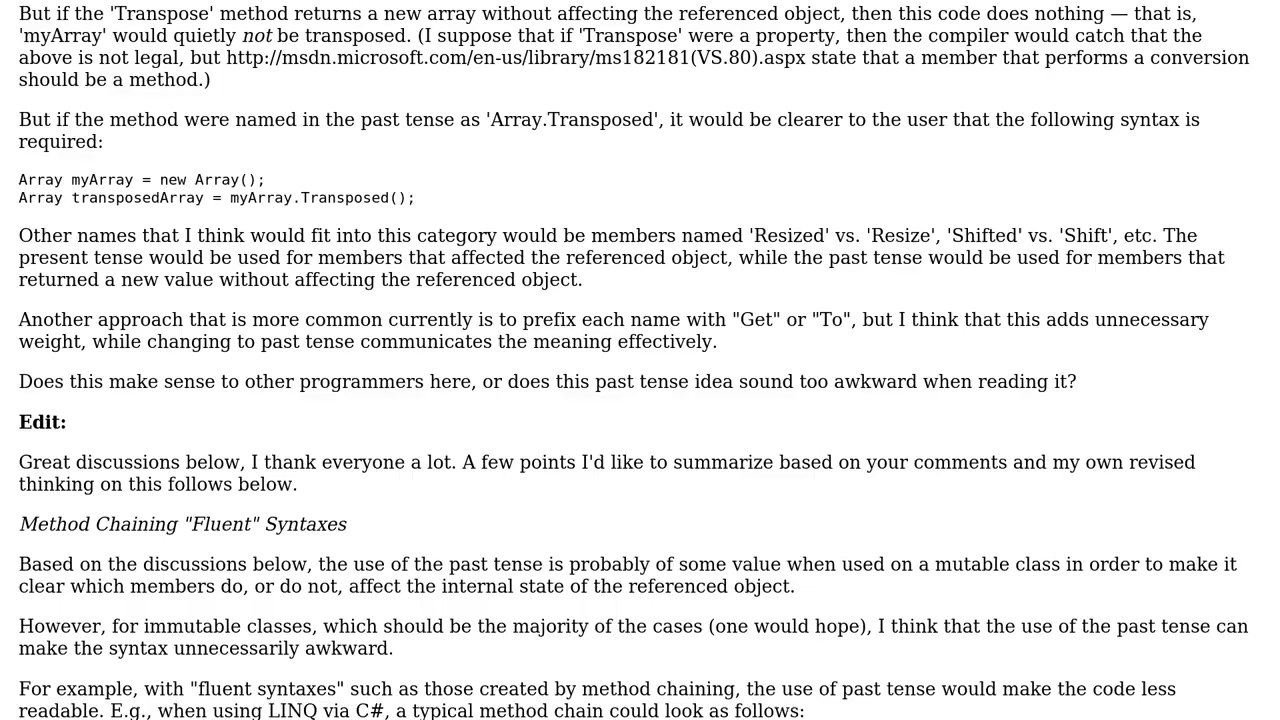 But if the 'Transpose' method returns a new array without affecting the referenced object, then this code does nothing — that is,
'myArray' would quietly not be transposed. (I suppose that if 'Transpose' were a property, then the compiler would catch that the
above is not legal, but http://msdn.microsoft.com/en-us/library/ms182181(VS.80).aspx state that a member that performs a conversion
should be a method.)
But if the method were named in the past tense as 'Array.Transposed', it would be clearer to the user that the following syntax is
required:
Array myArray = new Array();
Array transposedArray = myArray.Transposed();
Other names that I think would fit into this category would be members named 'Resized' vs. 'Resize', 'Shifted' vs. 'Shift', etc. The
present tense would be used for members that affected the referenced object, while the past tense would be used for members that
returned a new value without affecting the referenced object.
Another approach that is more common currently is to prefix each name with "Get" or "To", but I think that this adds unnecessary
weight, while changing to past tense communicates the meaning effectively.
Does this make sense to other programmers here, or does this past tense idea sound too awkward when reading it?
Edit:
Great discussions below, I thank everyone a lot. A few points I'd like to summarize based on your comments and my own revised
thinking on this follows below.
Method Chaining "Fluent" Syntaxes
Based on the discussions below, the use of the past tense is probably of some value when used on a mutable class in order to make it
clear which members do, or do not, affect the internal state of the referenced object.
However, for immutable classes, which should be the majority of the cases (one would hope), I think that the use of the past tense can
make the syntax unnecessarily awkward.
For example, with "fluent syntaxes" such as those created by method chaining, the use of past tense would make the code less
readable. E.g., when using LINQ via C#, a typical method chain could look as follows: